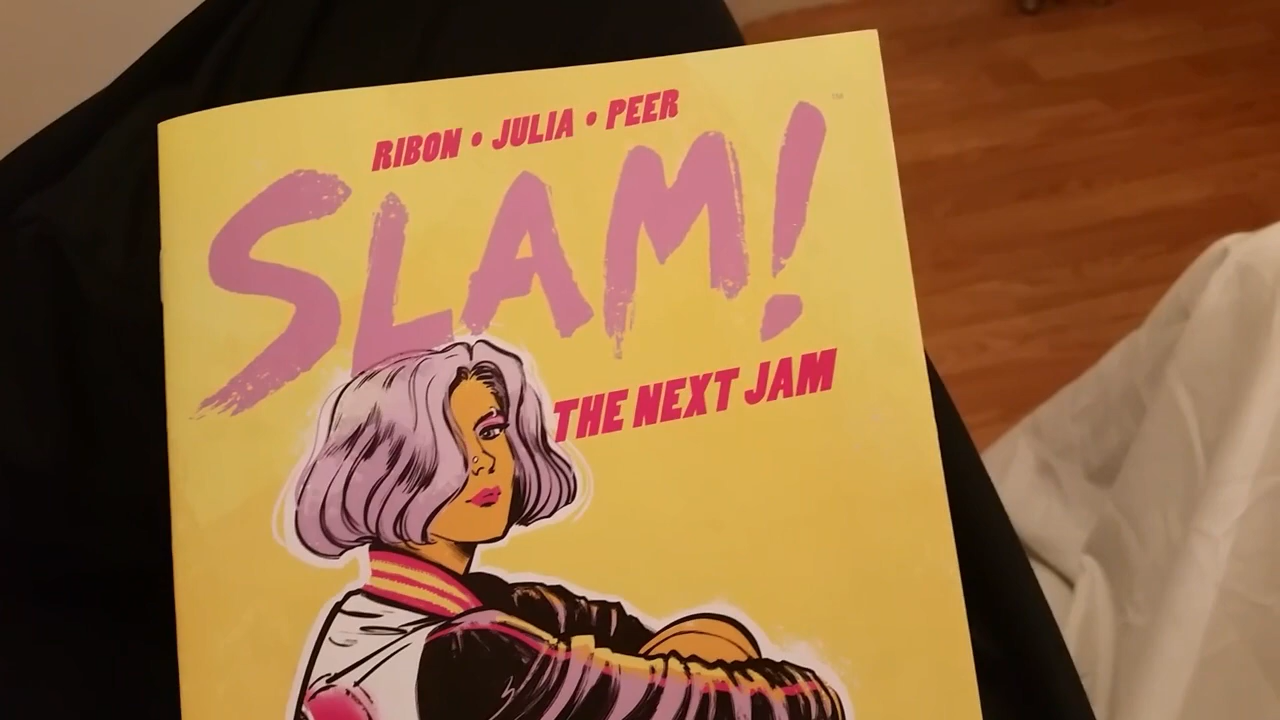 RIBON • JULIA • PEER
SLAM!
THE NEXT JAM